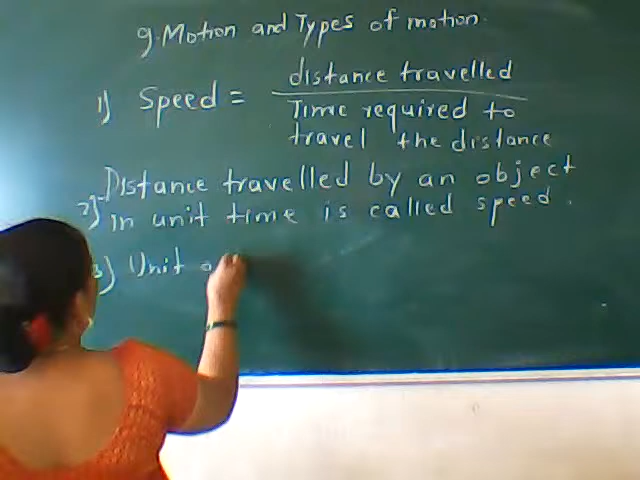 9. Motion and Types of motion.
1) Speed = distance travelled
Time required to
travel the distance
2) Distance travelled by an object
in unit time is called speed.
3) Unit